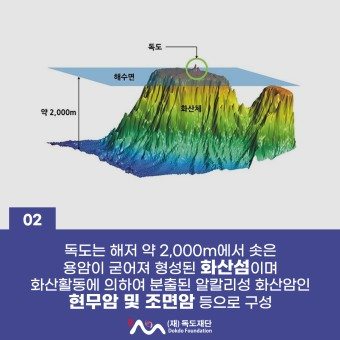 독도
해수면
화산체
약 2,000m
02
독도는 해저 약 2,000m에서 솟은
용암이 굳어져 형성된 화산섬이며
화산활동에 의하여 분출된 알칼리성 화산암인
현무암 및 조면암 등으로 구성
(재) 독도재단
Dokdo Foundation